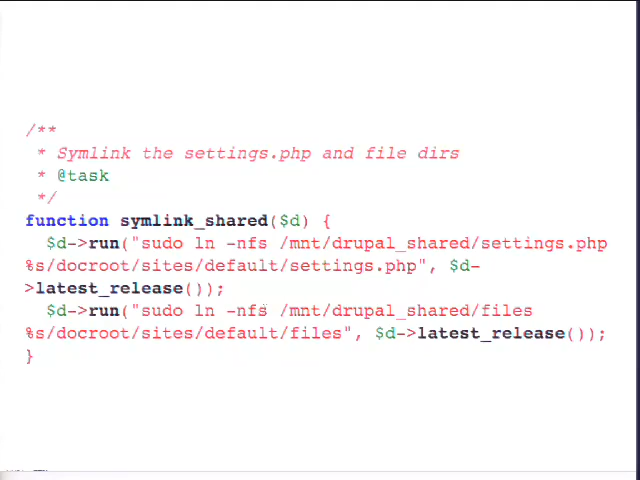 /**
* Symlink the settings.php and file dirs
* @task
*/
function symlink_shared($d) {
$d->run("sudo ln -nfs /mnt/drupal_shared/settings.php
%s/docroot/sites/default/settings.php", $d-
>latest_release());
$d->run("sudo ln -nfs /mnt/drupal_shared/files
%s/docroot/sites/default/files", $d->latest_release());
}